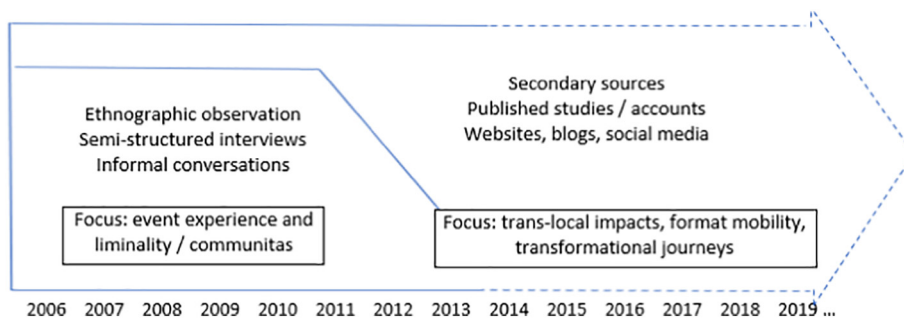 Ethnographic observation
Semi-structured interviews
Informal conversations
Focus: event experience and
liminality / communitas
Secondary sources
Published studies / accounts
Websites, blogs, social media
Focus: trans-local impacts, format mobility,
transformational journeys
2006 2007 2008 2009 2010 2011 2012 2013 2014 2015 2016 2017 2018 2019 ...